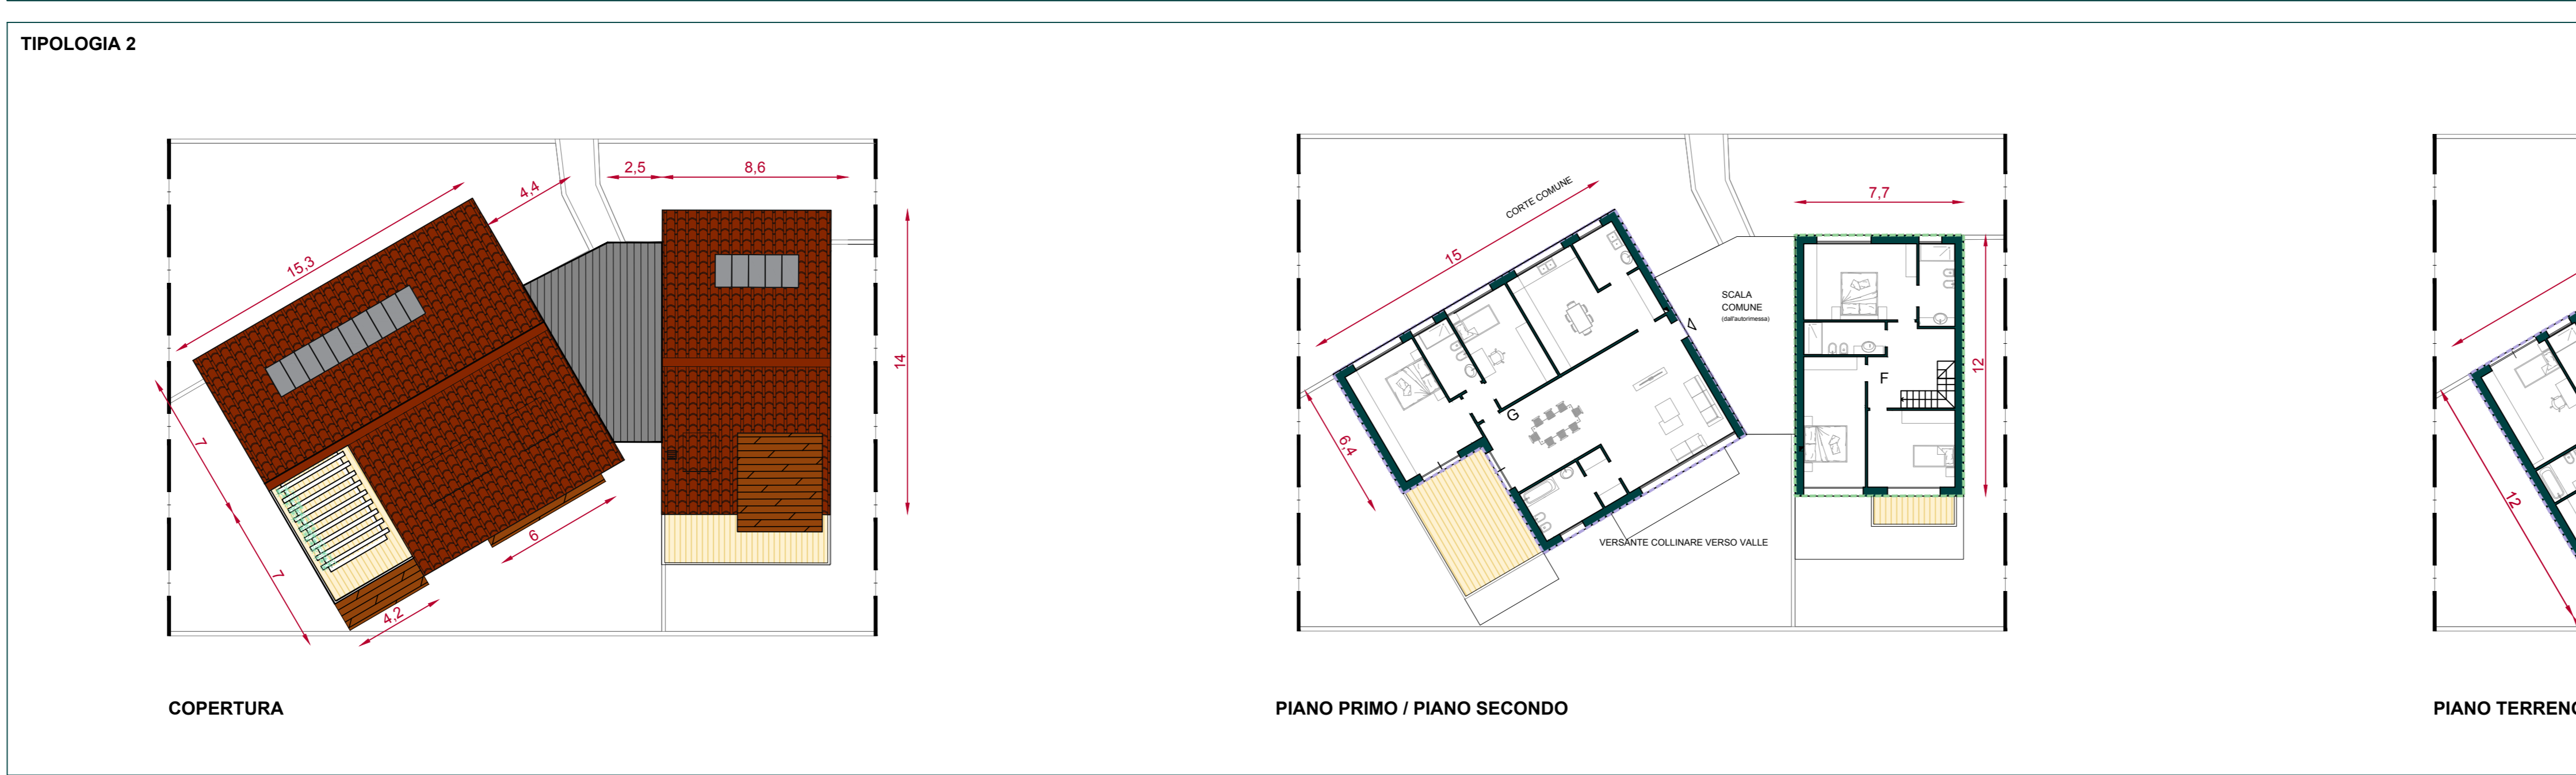 TIPOLOGIA 2
2,5
8,6
4,4
15,3
14
7
7
6
4,2
COPERTURA
CORTE COMUNE
15
7,7
SCALA
COMUNE
(dall'autorimessa)
12
F
G
6,4
VERSANTE COLLINARE VERSO VALLE
PIANO PRIMO / PIANO SECONDO
12
PIANO TERREN